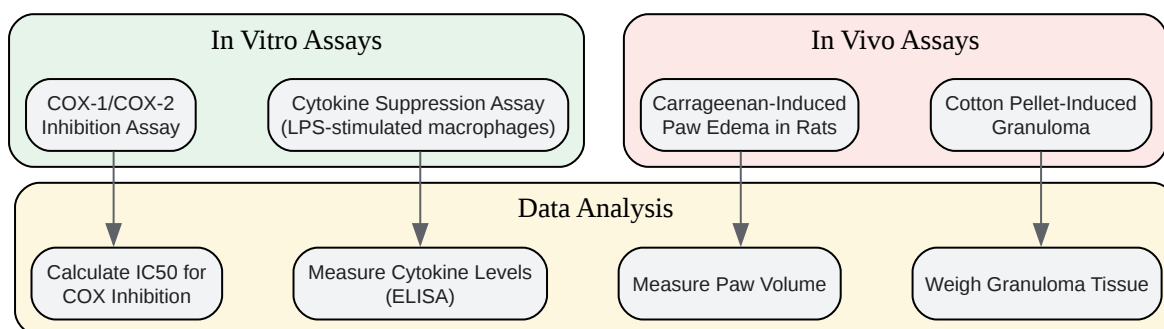 In Vitro Assays
COX-1/COX-2
Inhibition Assay
Cytokine Suppression Assay
(LPS-stimulated macrophages)
In Vivo Assays
Carrageenan-Induced
Paw Edema in Rats
Cotton Pellet-Induced
Granuloma
Data Analysis
Calculate IC50 for
COX Inhibition
Measure Cytokine Levels
(ELISA)
Measure Paw Volume
Weigh Granuloma Tissue